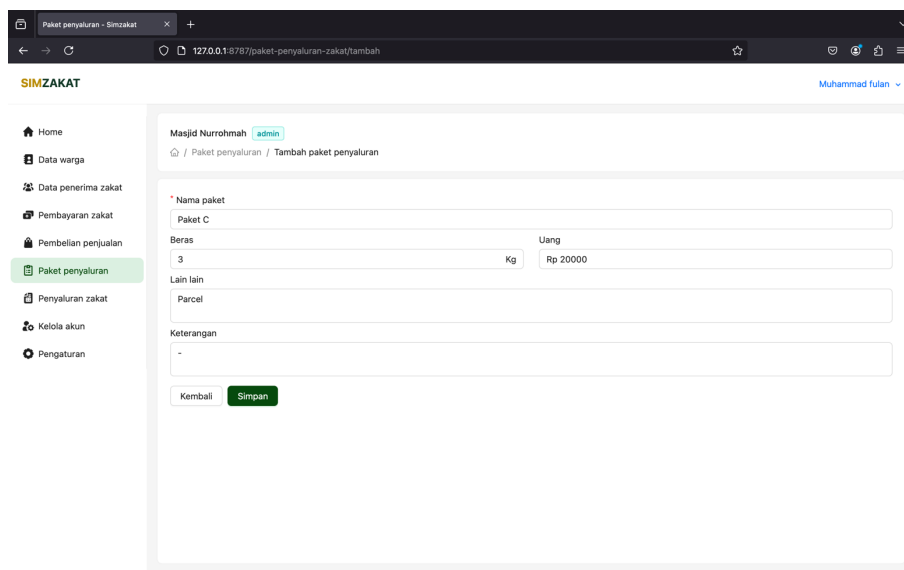 Paket penyaluran - Simzakat
127.0.0.1:8787/paket-penyaluran-zakat/tambah
SIMZAKAT
Muhammad fulan
Home
Data warga
Data penerima zakat
Pembayaran zakat
Pembelian penjualan
Paket penyaluran
Penyaluran zakat
Kelola akun
Pengaturan
Masjid Nurrohmah admin
/ Paket penyaluran / Tambah paket penyaluran
* Nama paket
Paket C
Beras Uang
3 Kg Rp 20000
Lain lain
Parcel
Keterangan
-
Kembali Simpan